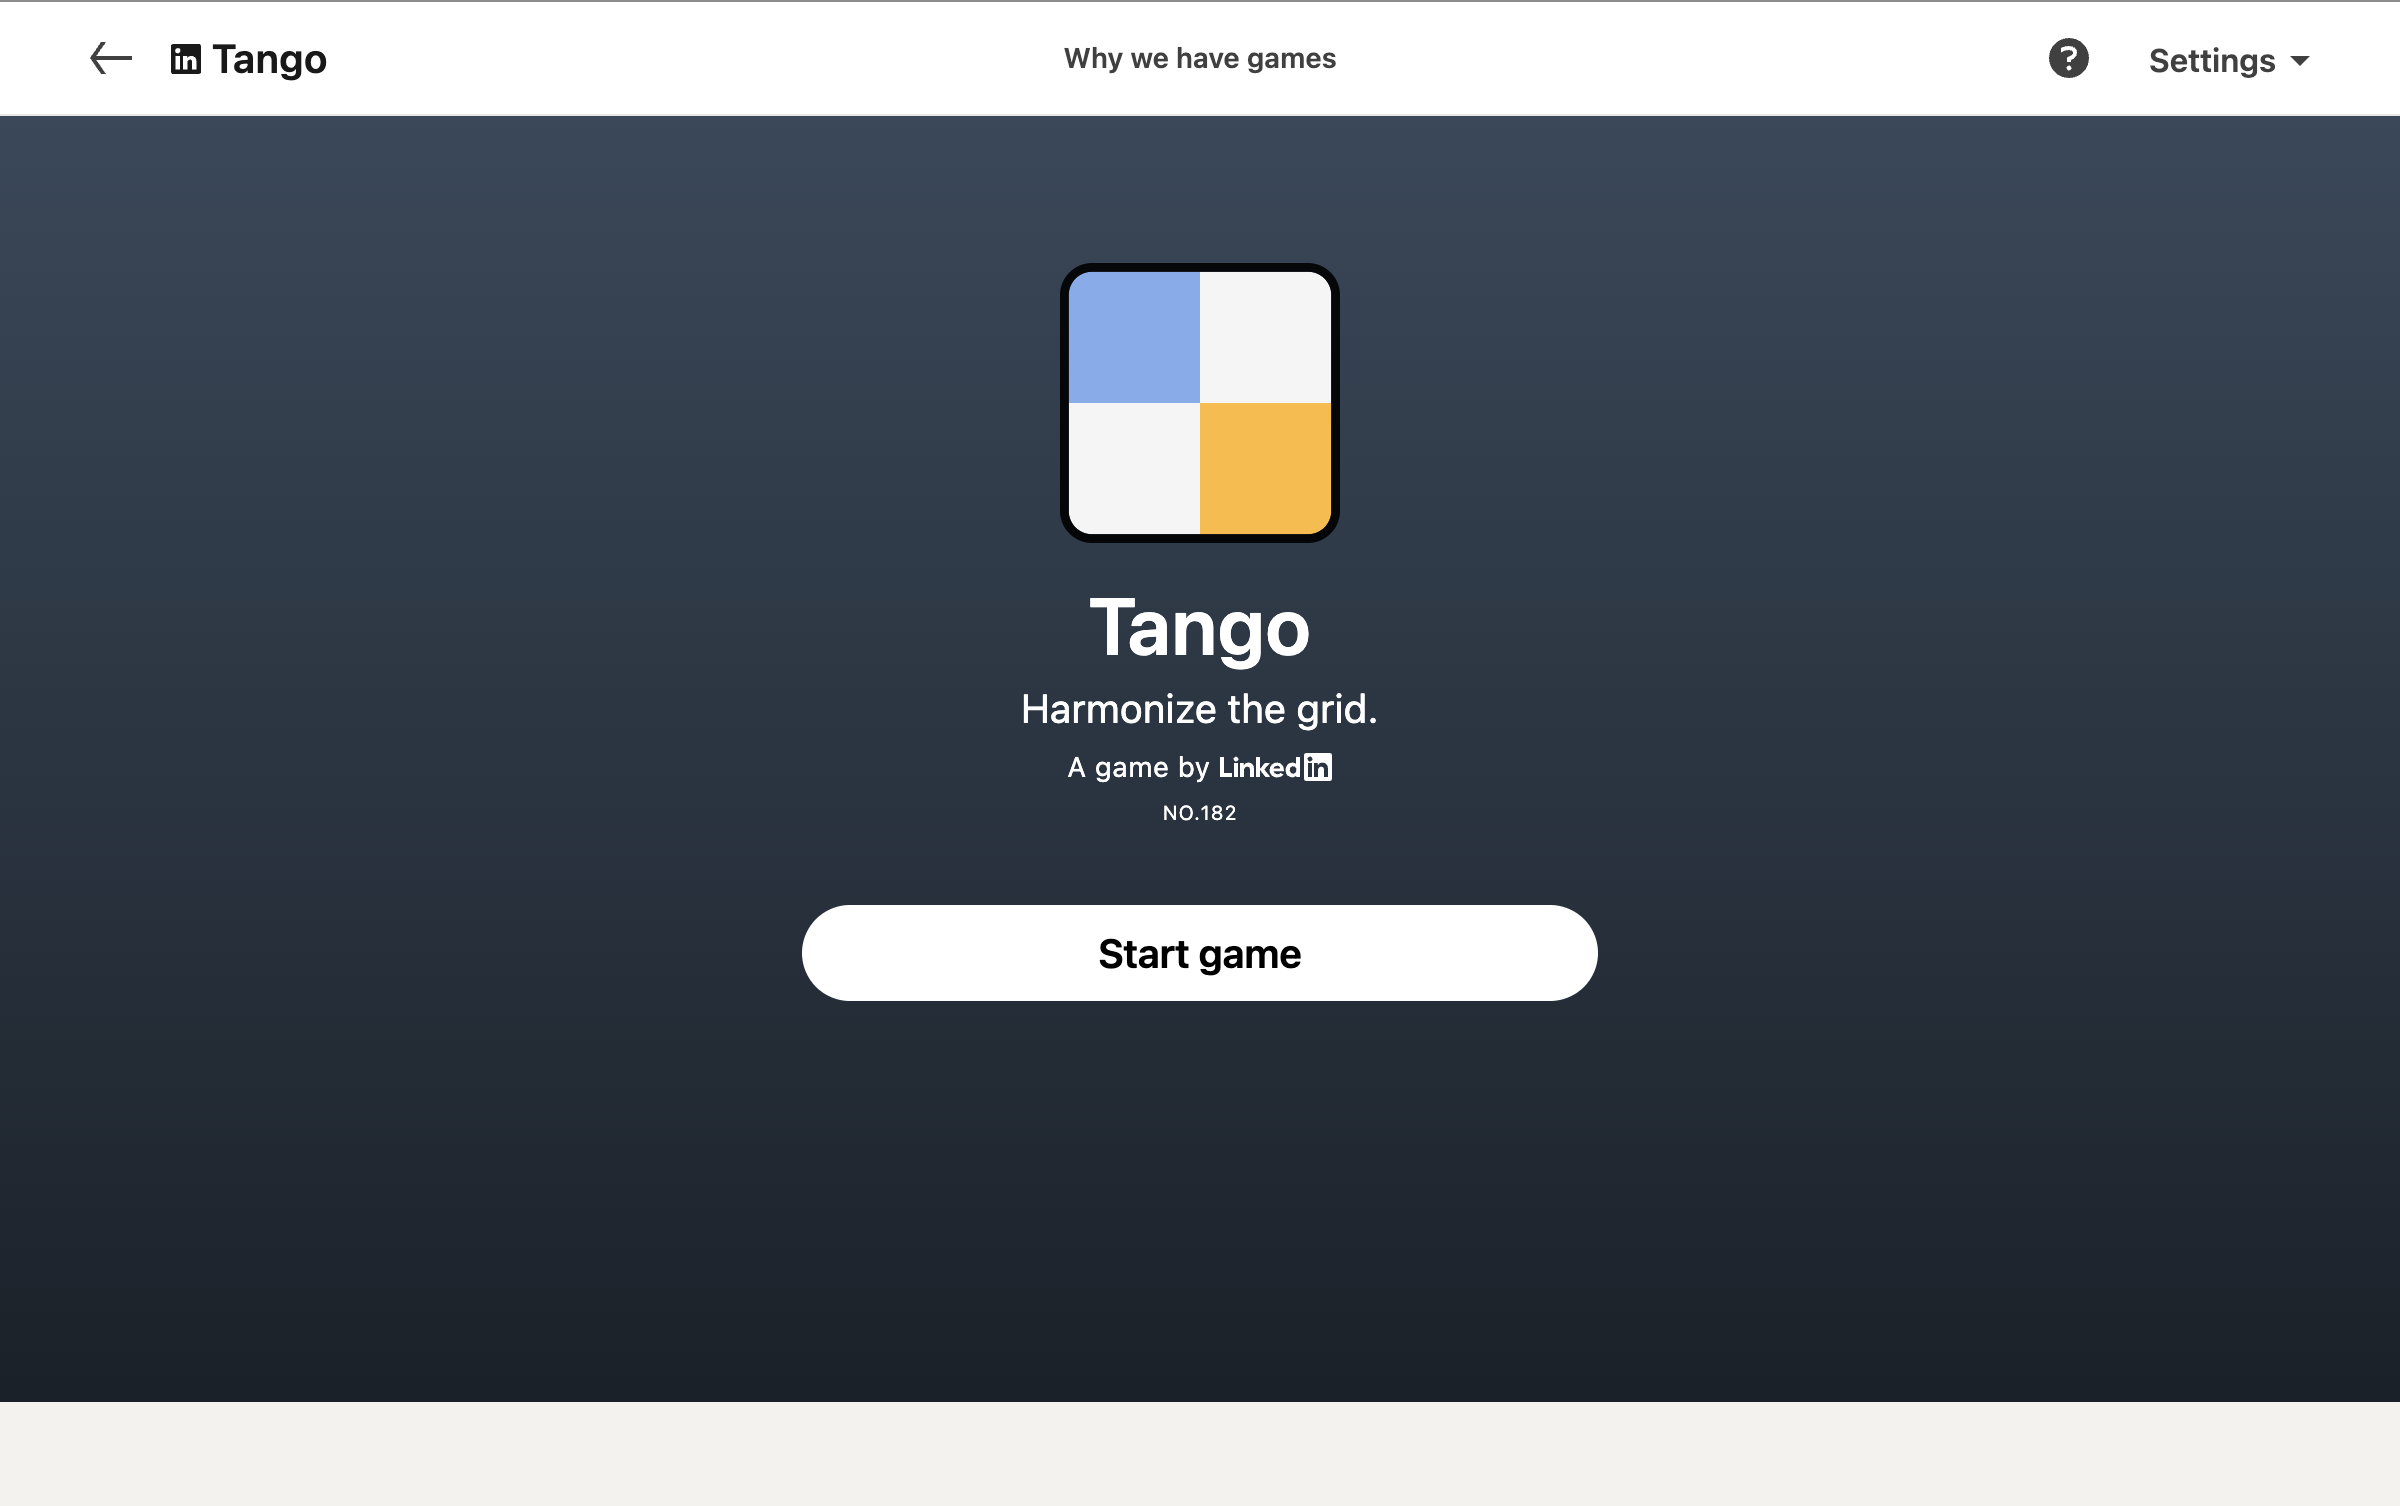 in Tango
Why we have games
?
Settings
Tango
Harmonize the grid.
A game by Linkedin
NO.182
Start game